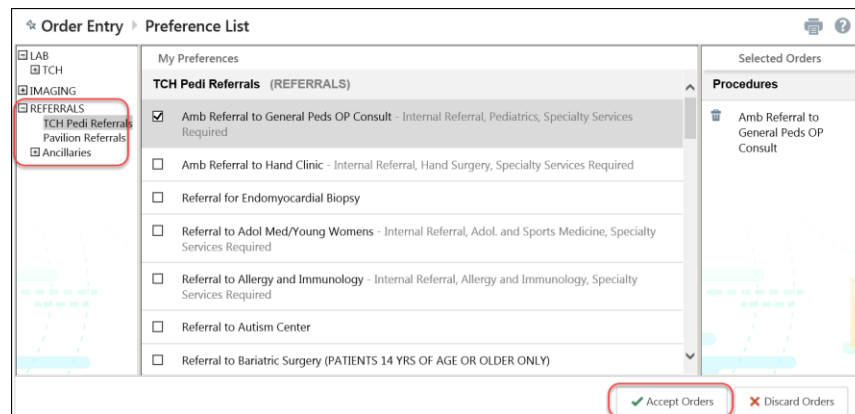 Order Entry Preference List
LAB
TCH
IMAGING
REFERRALS
TCH Pedi Referrals
Pavilion Referrals
Ancillaries
My Preferences
TCH Pedi Referrals (REFERRALS)
Amb Referral to General Peds OP Consult - Internal Referral, Pediatrics, Specialty Services
Required
Amb Referral to Hand Clinic - Internal Referral, Hand Surgery, Specialty Services Required
Referral for Endomyocardial Biopsy
Referral to Adol Med/Young Womens - Internal Referral, Adol. and Sports Medicine, Specialty
Services Required
Referral to Allergy and Immunology - Internal Referral, Allergy and Immunology, Specialty
Services Required
Referral to Autism Center
Referral to Bariatric Surgery (PATIENTS 14 YRS OF AGE OR OLDER ONLY)
Selected Orders
Procedures
Amb Referral to
General Peds OP
Consult
Accept Orders
Discard Orders